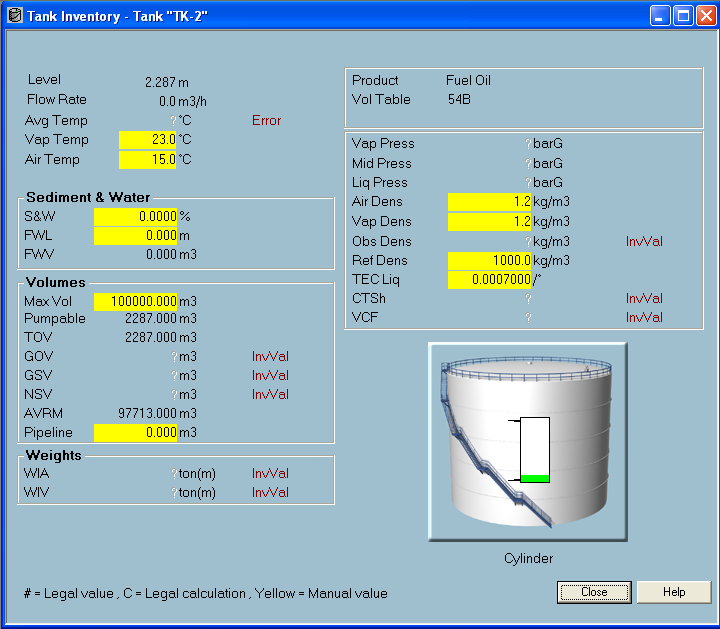 Tank Inventory - Tank "TK-2"
Level 2.287 m
Flow Rate 0.0 m3/h
Avg Temp ? °C Error
Vap Temp 23.0 °C
Air Temp 15.0 °C
Sediment & Water
S&W 0.0000 %
FWL 0.000 m
FWV 0.000 m3
Volumes
Max Vol 100000.000 m3
Pumpable 2287.000 m3
TOV 2287.000 m3
GOV ? m3 InvVal
GSV ? m3 InvVal
NSV ? m3 InvVal
AVRM 97713.000 m3
Pipeline 0.000 m3
Weights
WIA ? ton(m) InvVal
WIV ? ton(m) InvVal
Product Fuel Oil
Vol Table 54B
Vap Press ? barG
Mid Press ? barG
Liq Press ? barG
Air Dens 1.2 kg/m3
Vap Dens 1.2 kg/m3
Obs Dens ? kg/m3 InvVal
Ref Dens 1000.0 kg/m3
TEC Liq 0.0007000 /°
CTSh ? InvVal
VCF ? InvVal
Cylinder
# = Legal value , C = Legal calculation , Yellow = Manual value
Close Help